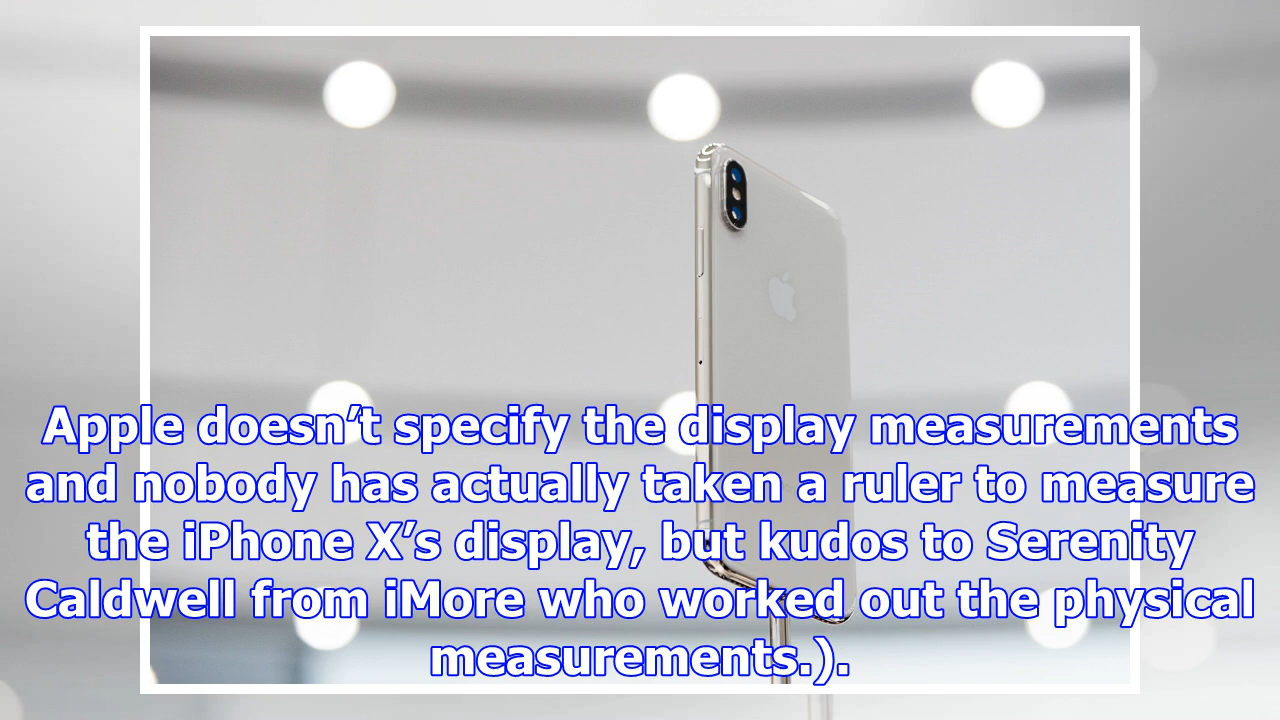 Apple doesn’t specify the display measurements
and nobody has actually taken a ruler to measure
the iPhone X’s display, but kudos to Serenity
Caldwell from iMore who worked out the physical
measurements.).